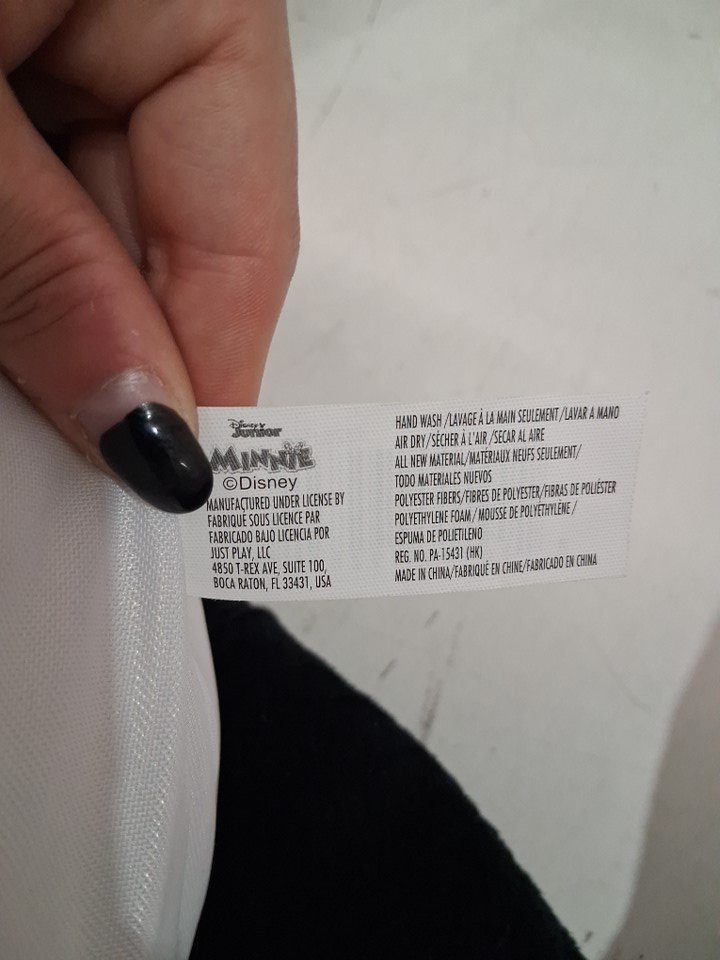 Disney Junior
MINNIE
©Disney
MANUFACTURED UNDER LICENSE BY
FABRIQUÉ SOUS LICENCE PAR
FABRICADO BAJO LICENCIA POR
JUST PLAY, LLC
4850 T-REX AVE, SUITE 100,
BOCA RATON, FL 33431, USA
HAND WASH /LAVAGE À LA MAIN SEULEMENT /LAVAR A MANO
AIR DRY/SÉCHER À L'AIR /SECAR AL AIRE
ALL NEW MATERIAL/MATÉRIAUX NEUFS SEULEMENT/
TODO MATERIALES NUEVOS
POLYESTER FIBERS/FIBRES DE POLYESTER/FIBRAS DE POLIÉSTER
POLYETHYLENE FOAM/ MOUSSE DE POLYÉTHYLÈNE /
ESPUMA DE POLIETILENO
REG. NO. PA-15431 (HK)
MADE IN CHINA/FABRIQUÉ EN CHINE/FABRICADO EN CHINA